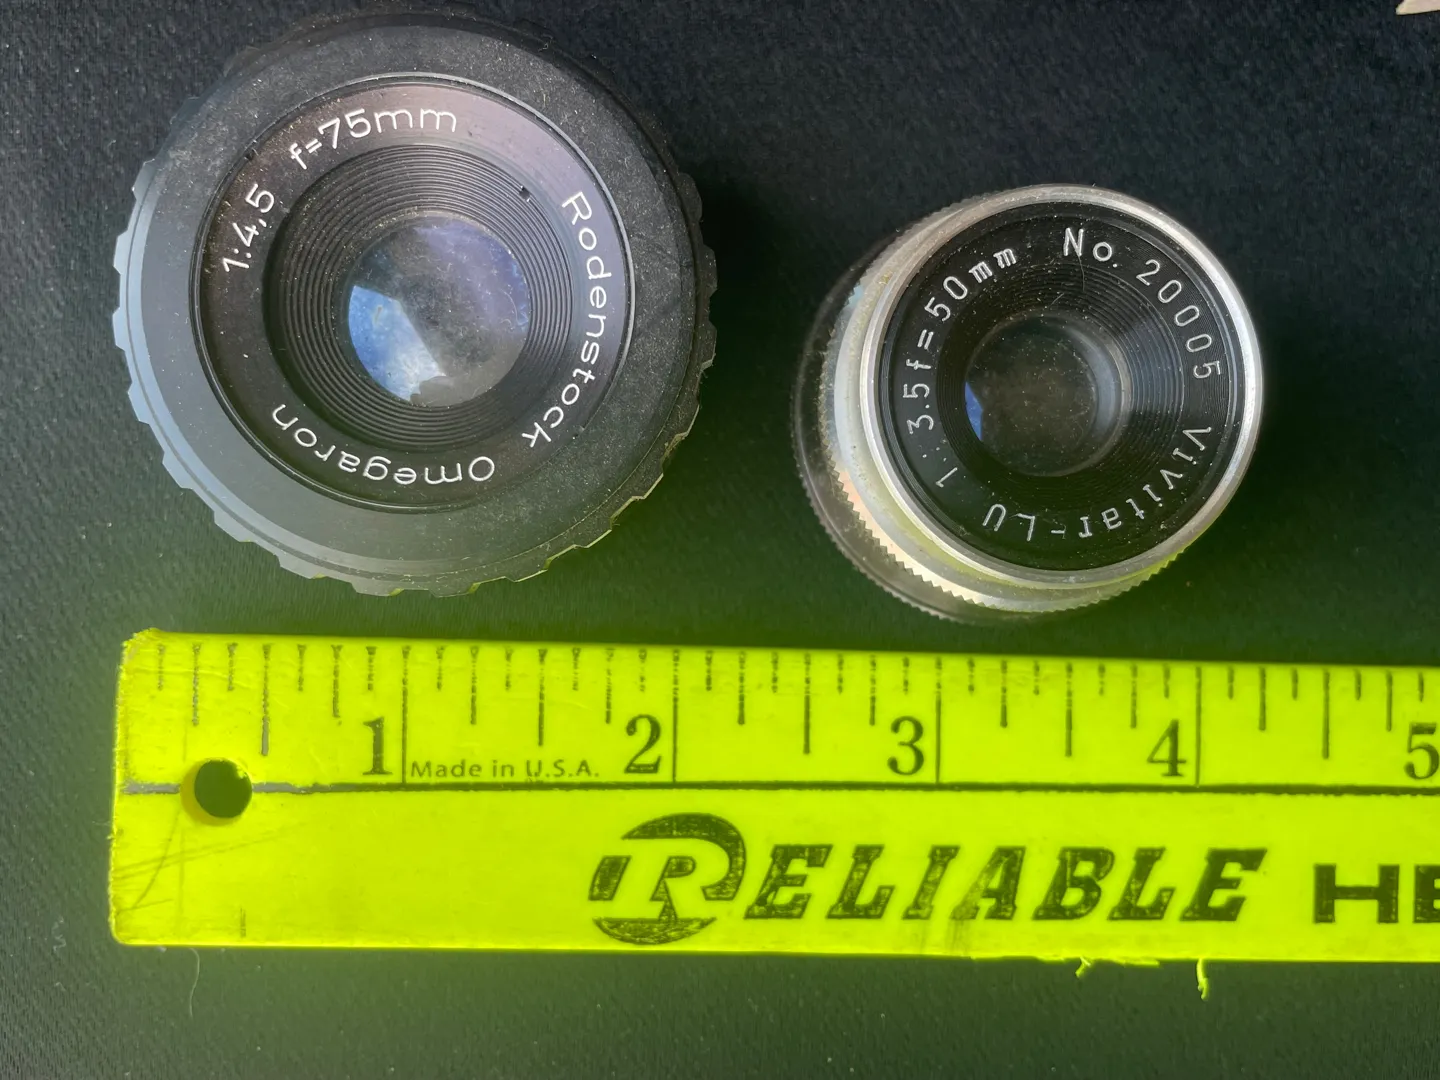 1:4,5 f=75mm Rodenstock Omegaron
1:3.5 f=50mm No. 20005 Vivitar-LU
1 2 3 4 5
Made in U.S.A.
RELIABLE HE